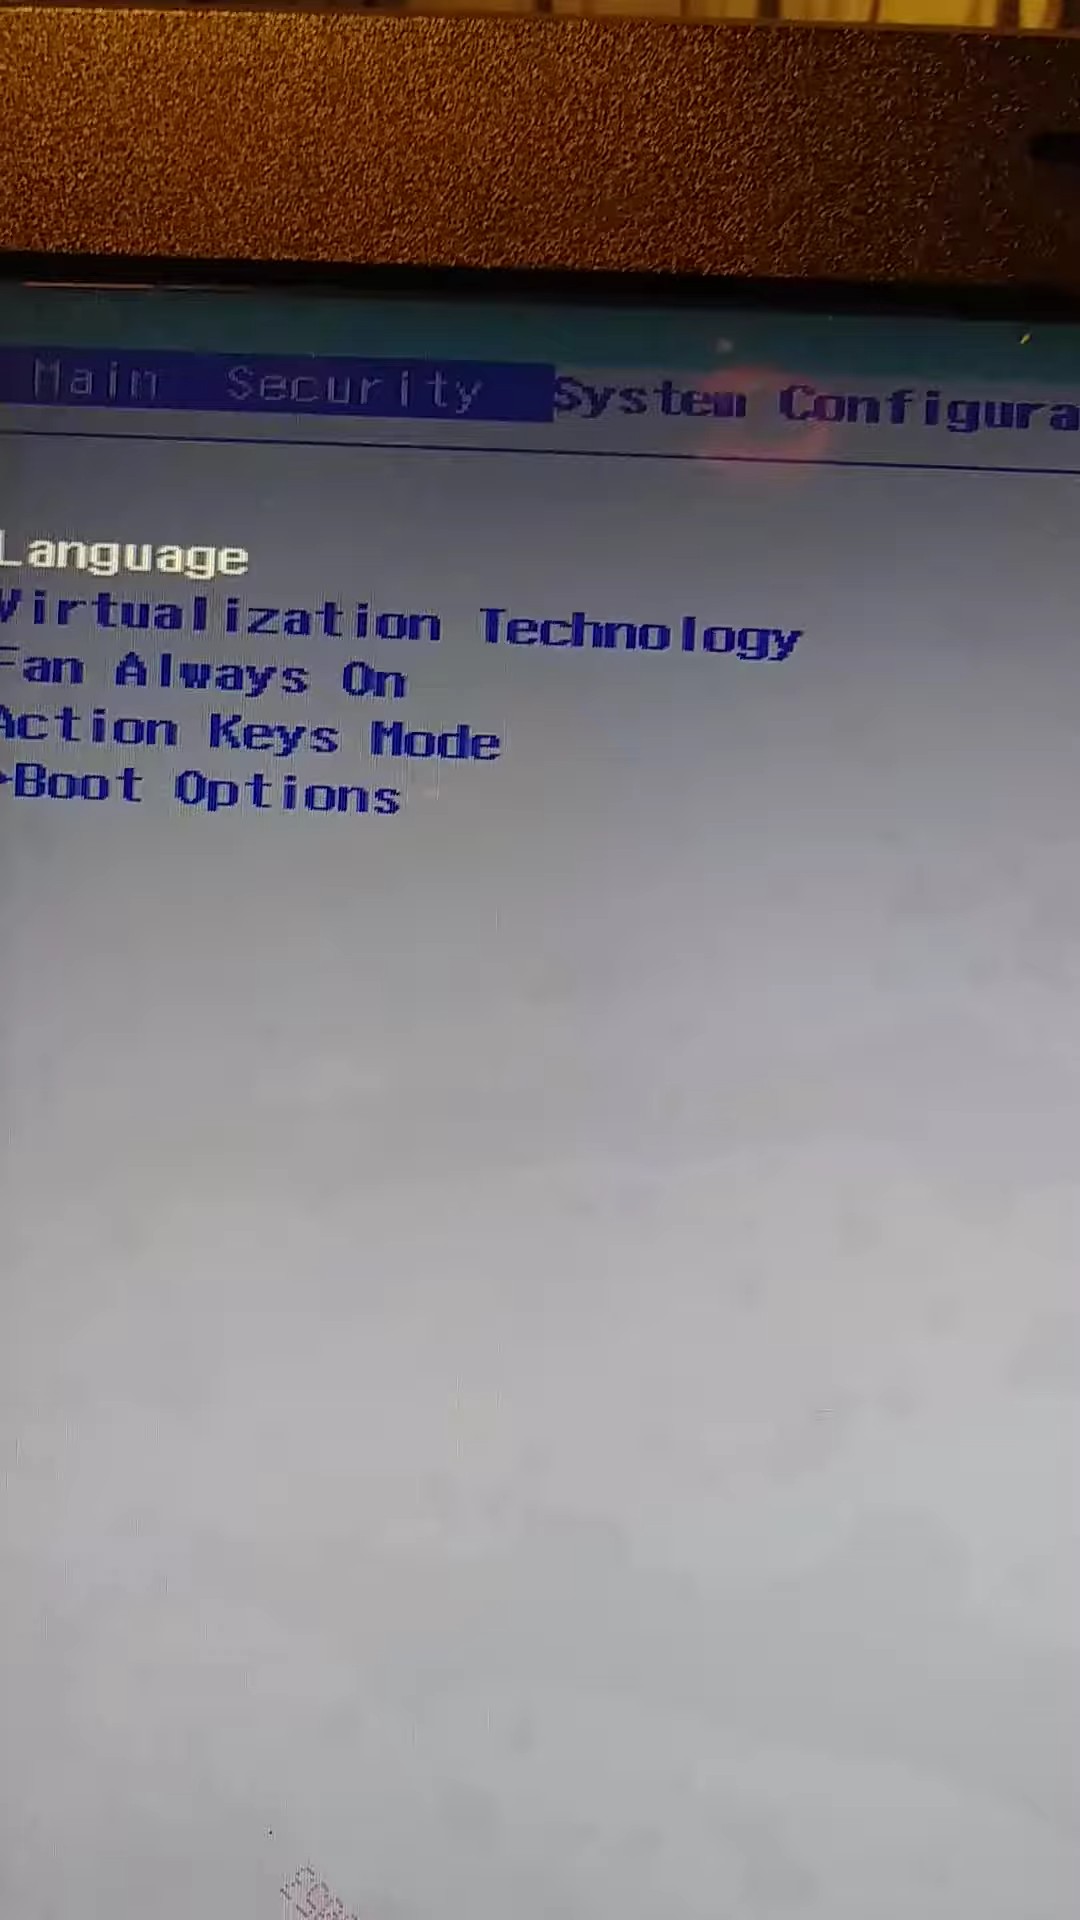 Main Security System Configura
Language
Virtualization Technology
Fan Always On
Action Keys Mode
Boot Options